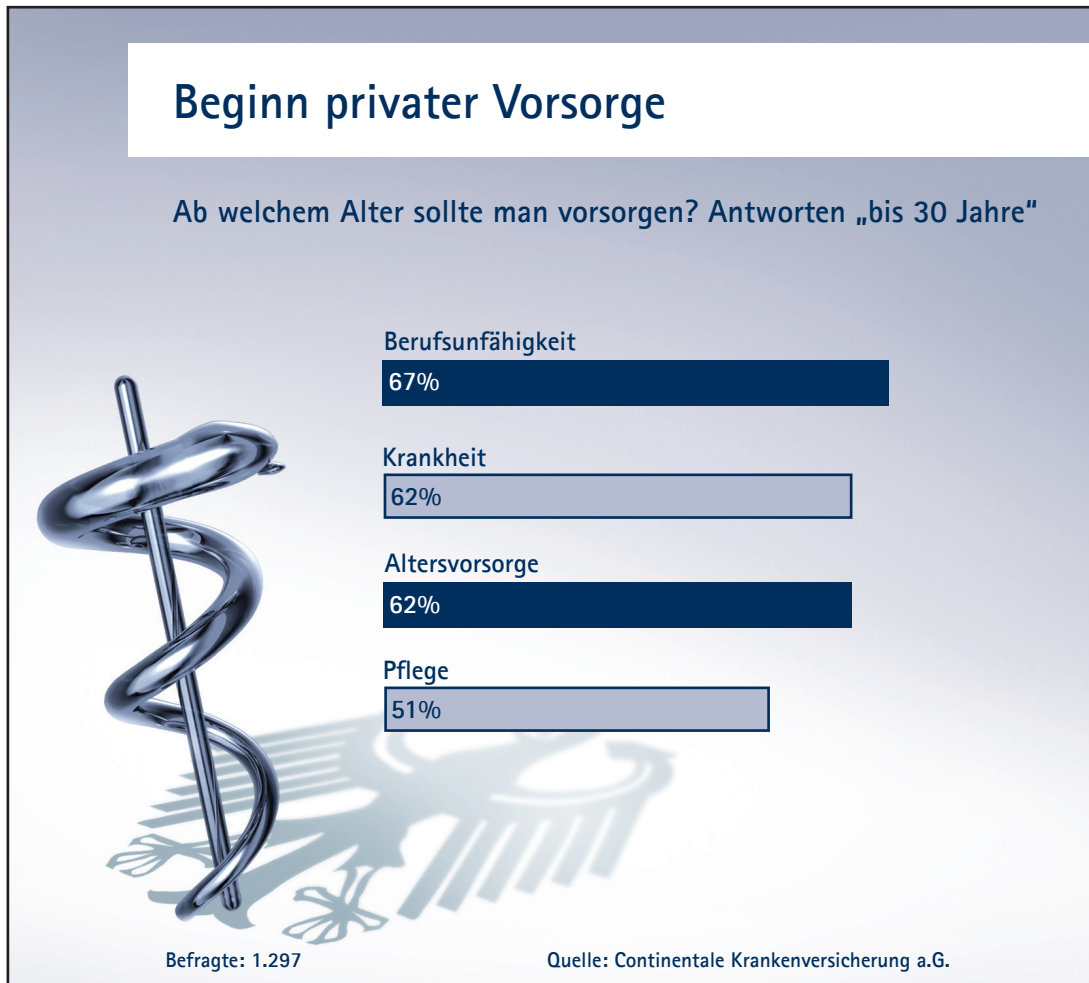 Beginn privater Vorsorge
Ab welchem Alter sollte man vorsorgen? Antworten „bis 30 Jahre“
Berufsunfähigkeit
67%
Krankheit
62%
Altersvorsorge
62%
Pflege
51%
Befragte: 1.297
Quelle: Continentale Krankenversicherung a.G.